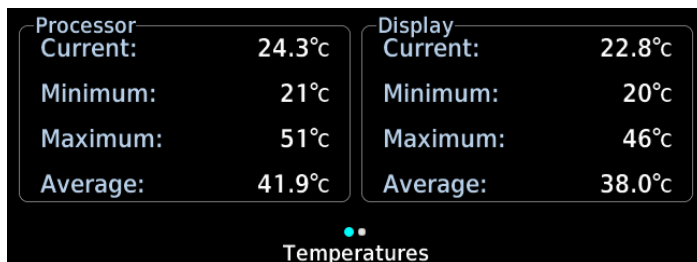 Processor
Current: 24.3°c
Minimum: 21°c
Maximum: 51°c
Average: 41.9°c
Display
Current: 22.8°c
Minimum: 20°c
Maximum: 46°c
Average: 38.0°c
Temperatures